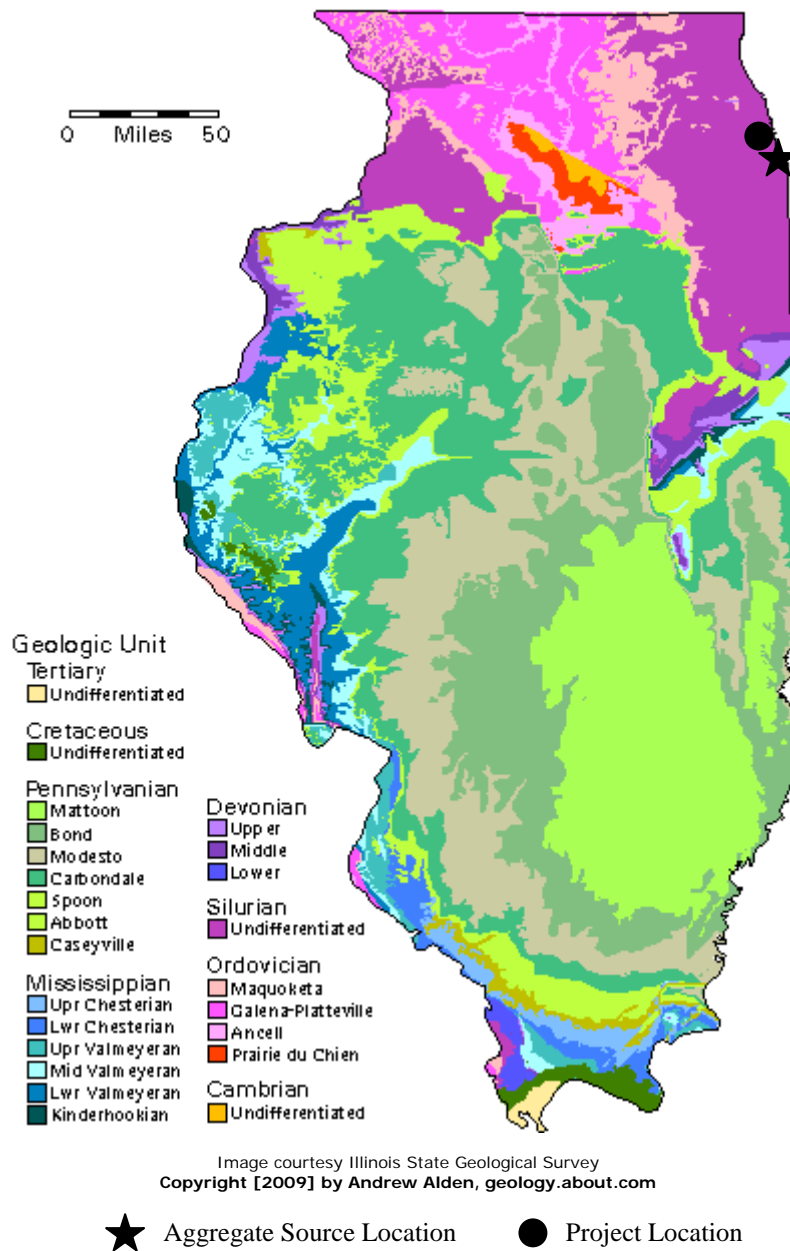 0 Miles 50
Geologic Unit
Tertiary
Undifferentiated
Cretaceous
Undifferentiated
Pennsylvanian
Mattoon
Bond
Modesto
Carbondale
Spoon
Abbott
Caseyville
Mississippian
Upr Chesterian
Lwr Chesterian
Upr Valmeyeran
Mid Valmeyeran
Lwr Valmeyeran
Kinderhookian
Devonian
Upper
Middle
Lower
Silurian
Undifferentiated
Ordovician
Maquoketa
Galena-Platteville
Ancell
Prairie du Chien
Cambrian
Undifferentiated
Image courtesy Illinois State Geological Survey
Copyright [2009] by Andrew Alden, geology.about.com
Aggregate Source Location Project Location